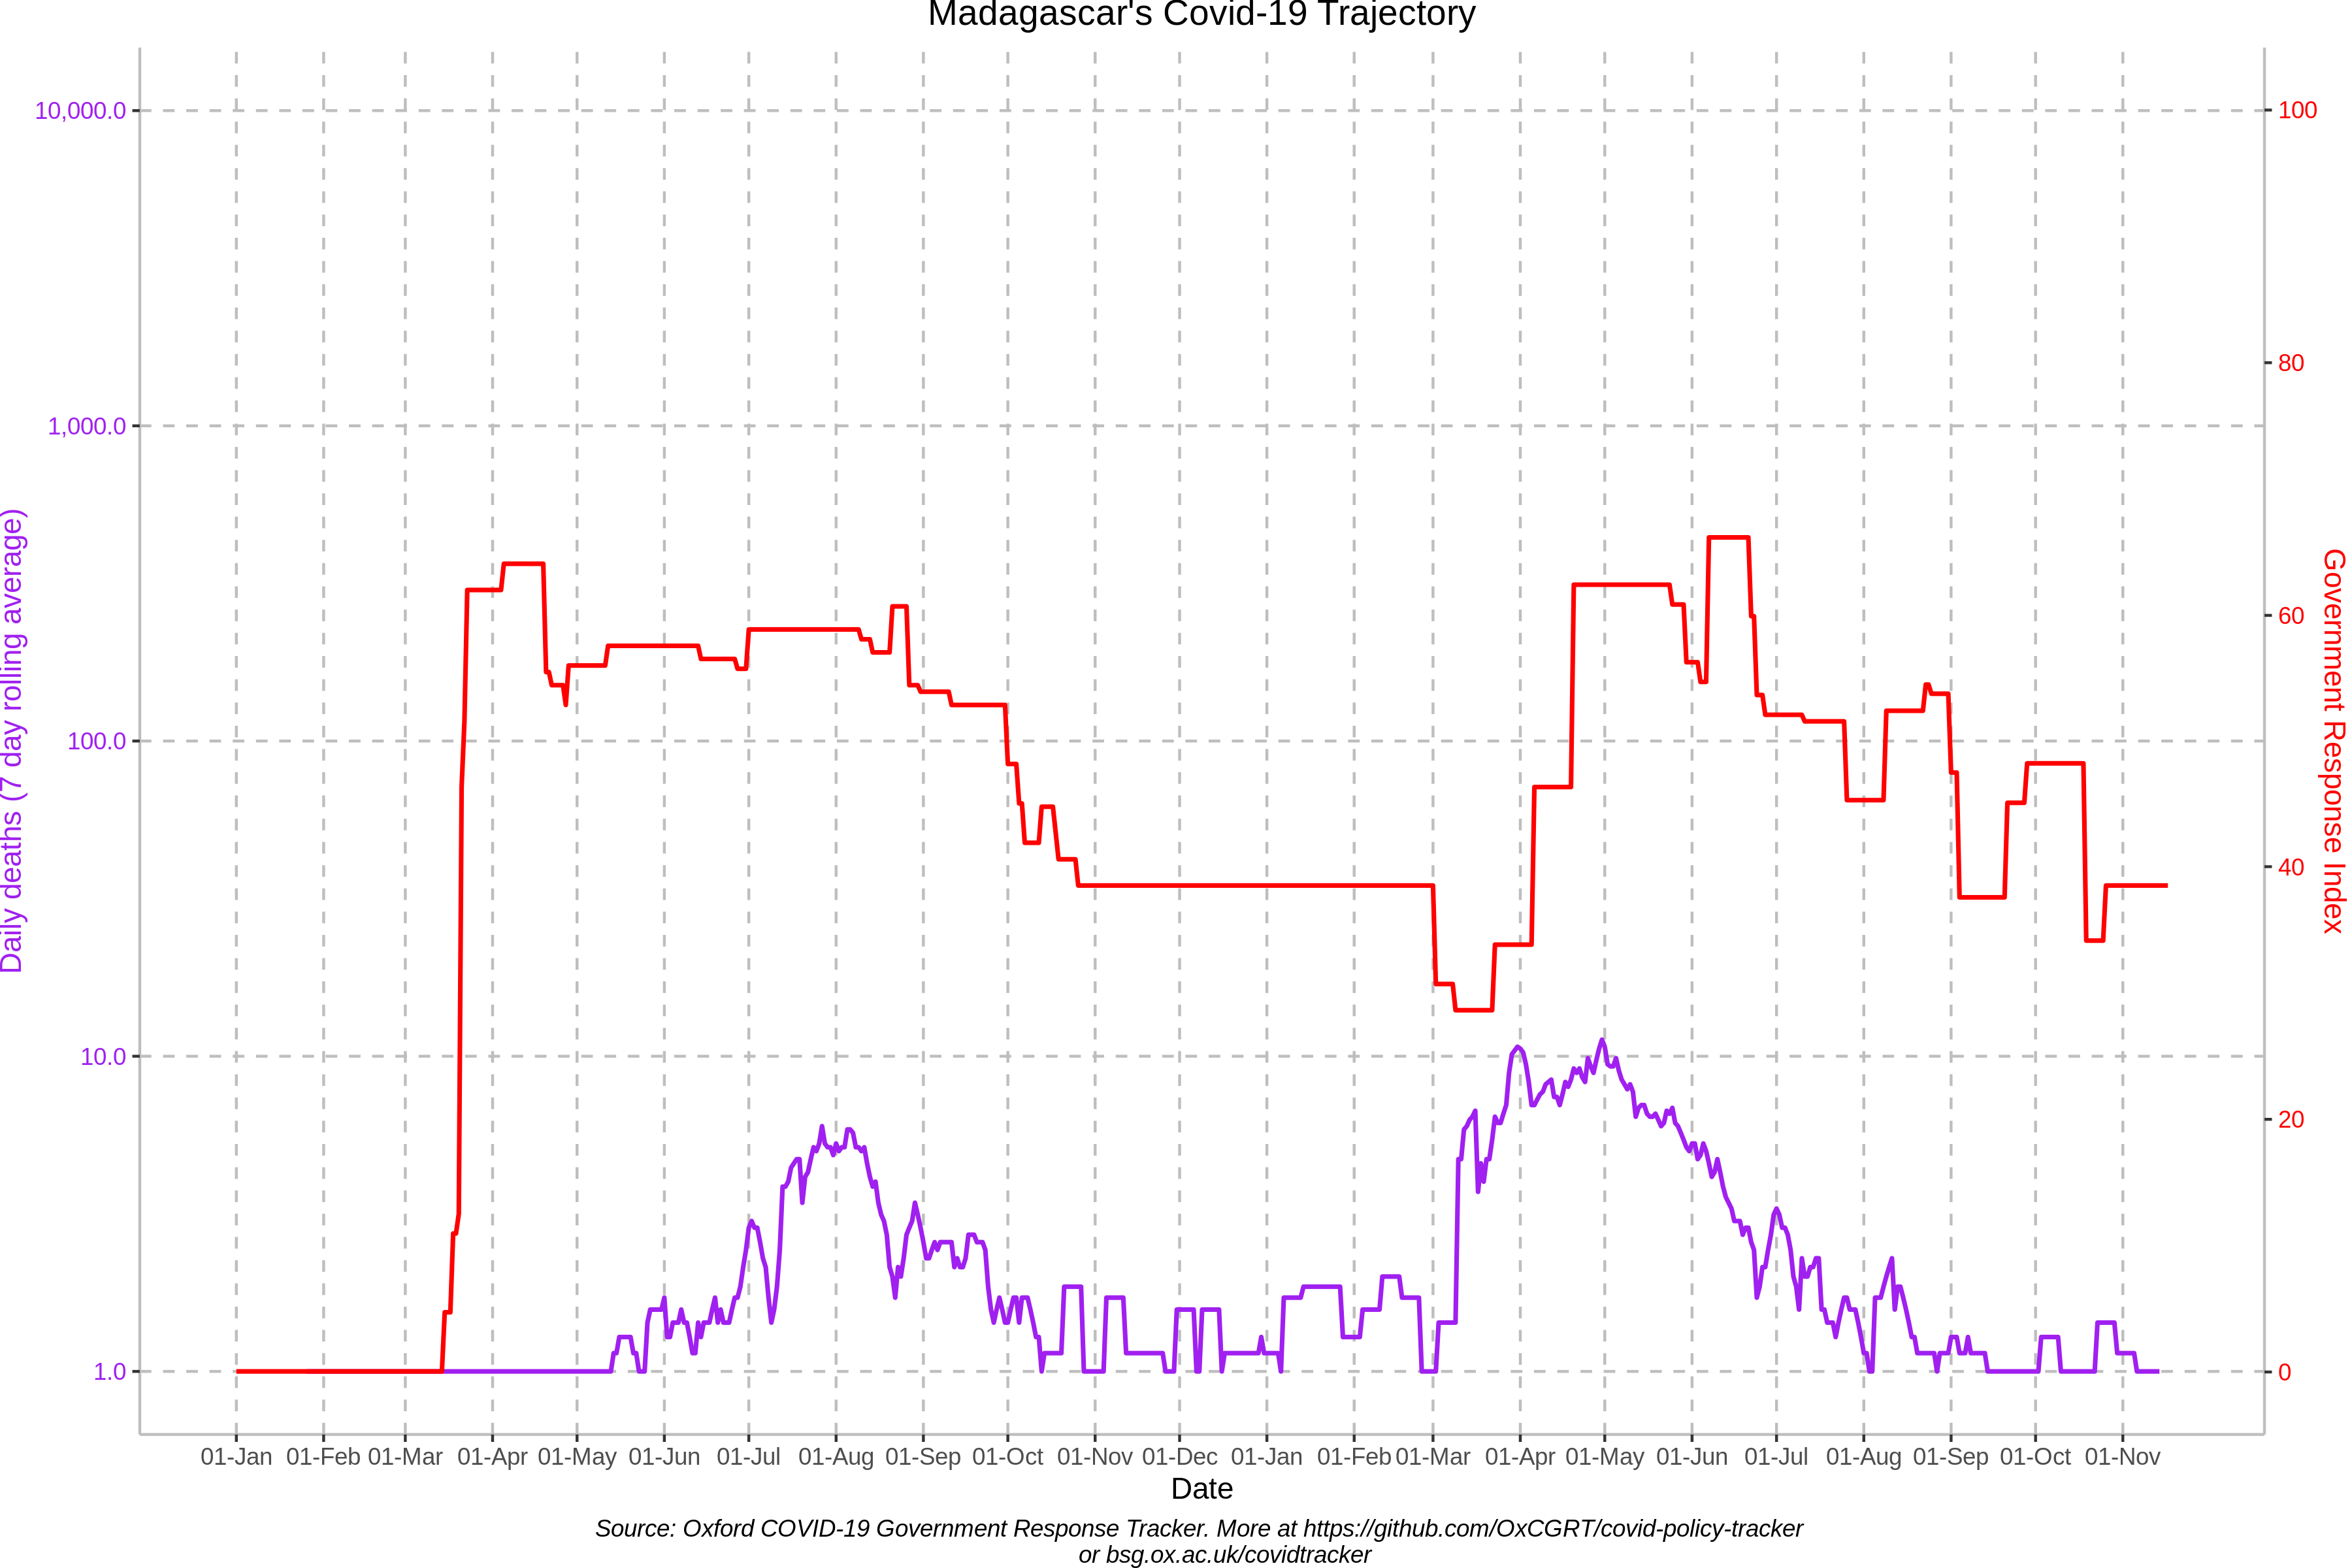 Madagascar's Covid-19 Trajectory
10,000.0
1,000.0
100.0
10.0
1.0
Daily deaths (7 day rolling average)
100
80
60
40
20
0
Government Response Index
01-Jan 01-Feb 01-Mar 01-Apr 01-May 01-Jun 01-Jul 01-Aug 01-Sep 01-Oct 01-Nov 01-Dec 01-Jan 01-Feb 01-Mar 01-Apr 01-May 01-Jun 01-Jul 01-Aug 01-Sep 01-Oct 01-Nov
Date
Source: Oxford COVID-19 Government Response Tracker. More at https://github.com/OxCGRT/covid-policy-tracker
or bsg.ox.ac.uk/covidtracker